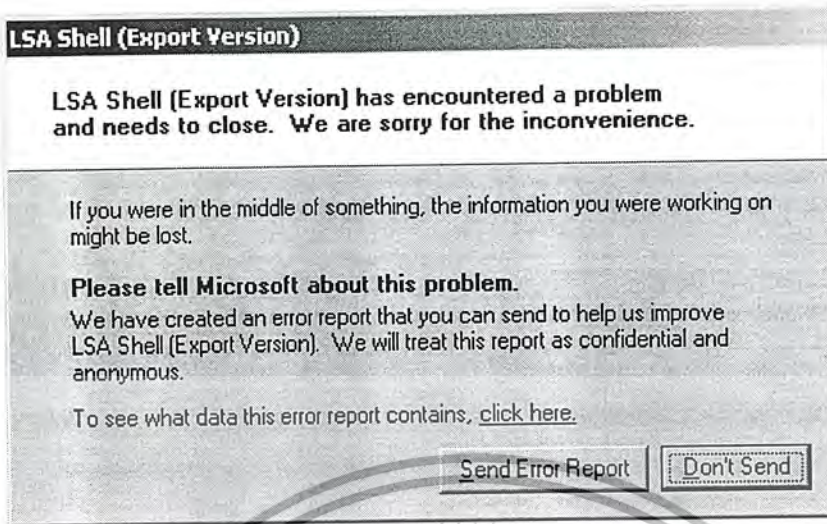 LSA Shell (Export Version)
LSA Shell (Export Version) has encountered a problem
and needs to close. We are sorry for the inconvenience.
If you were in the middle of something, the information you were working on
might be lost.
Please tell Microsoft about this problem.
We have created an error report that you can send to help us improve
LSA Shell (Export Version). We will treat this report as confidential and
anonymous.
To see what data this error report contains, click here.
Send Error Report Don't Send